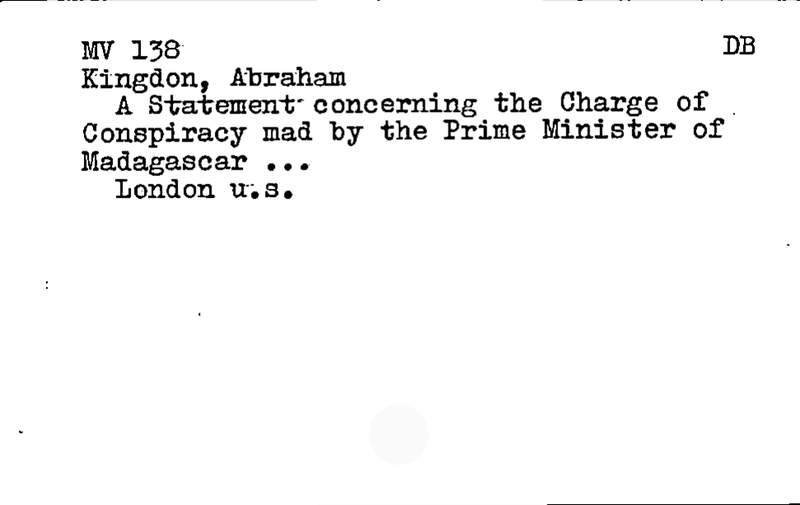 MV 138 DB
Kingdon, Abraham
A Statement concerning the Charge of
Conspiracy mad by the Prime Minister of
Madagascar ...
London u.s.